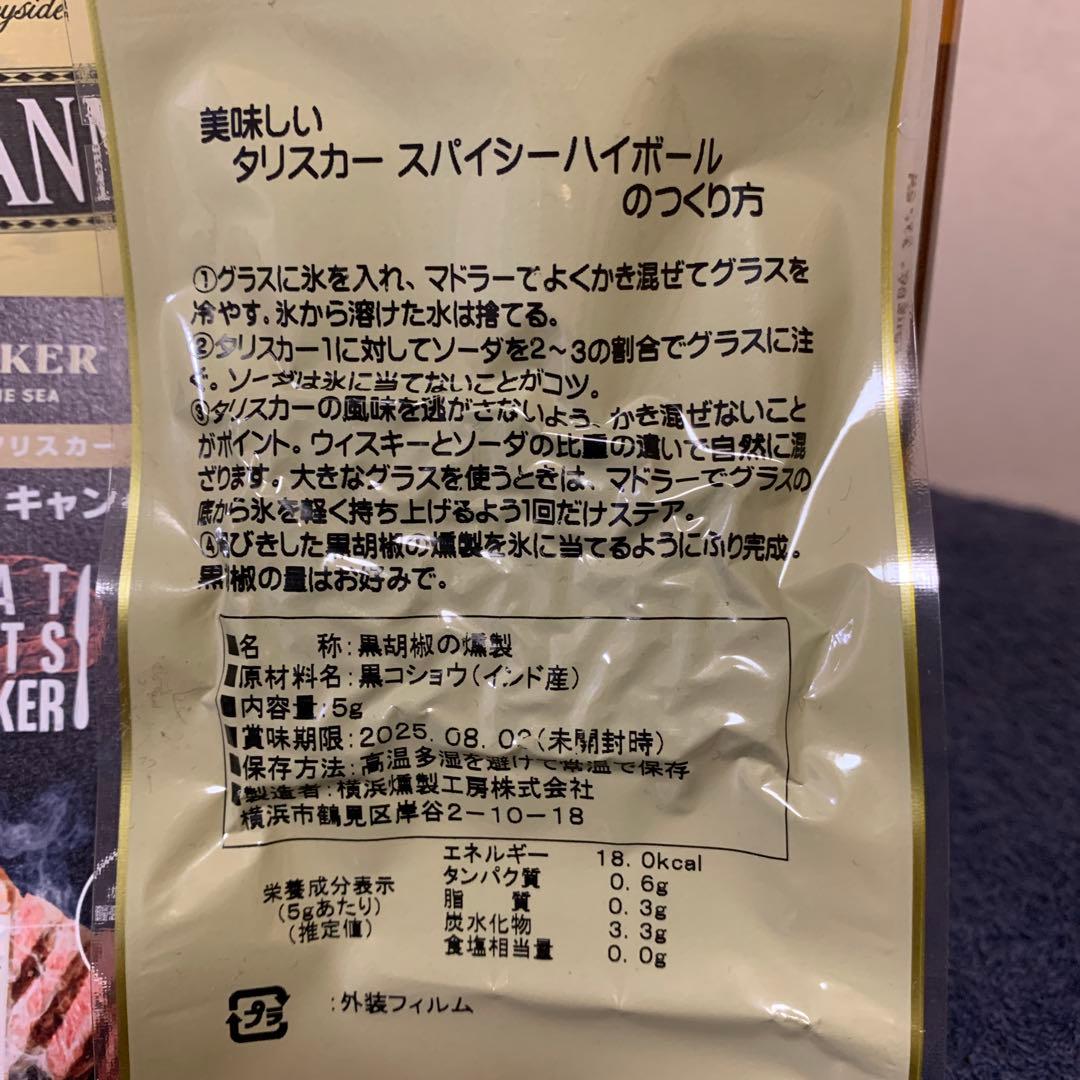 yside
AN
KER
E SEA
リスカー
キャン
AT
TS
KER
美味しい
タリスカー スパイシーハイボール
のつくり方
①グラスに氷を入れ、マドラーでよくかき混ぜてグラスを
冷やす。氷から溶けた水は捨てる。
②タリスカー1に対してソーダを2～3の割合でグラスに注
ぐ。ソーダは氷に当てないことがコツ。
③タリスカーの風味を逃がさないよう、かき混ぜないこと
がポイント。ウィスキーとソーダの比重の違いで自然に混
ざります。大きなグラスを使うときは、マドラーでグラスの
底から氷を軽く持ち上げるよう1回だけステア。
④びきした黒胡椒の燻製を氷に当てるようにふり完成。
黒胡椒の量はお好みで。
■名 称:黒胡椒の燻製
■原材料名:黒コショウ(インド産)
■内容量:5g
■賞味期限:2025.08.0(未開封時)
■保存方法:高温多湿を避けて常温で保存
■製造者:横浜燻製工房株式会社
横浜市鶴見区岸谷2-10-18
栄養成分表示
(5gあたり)
(推定値)
エネルギー 18.0kcal
タンパク質 0.6g
脂 質 0.3g
炭水化物 3.3g
食塩相当量 0.0g
プラ
:外装フィルム